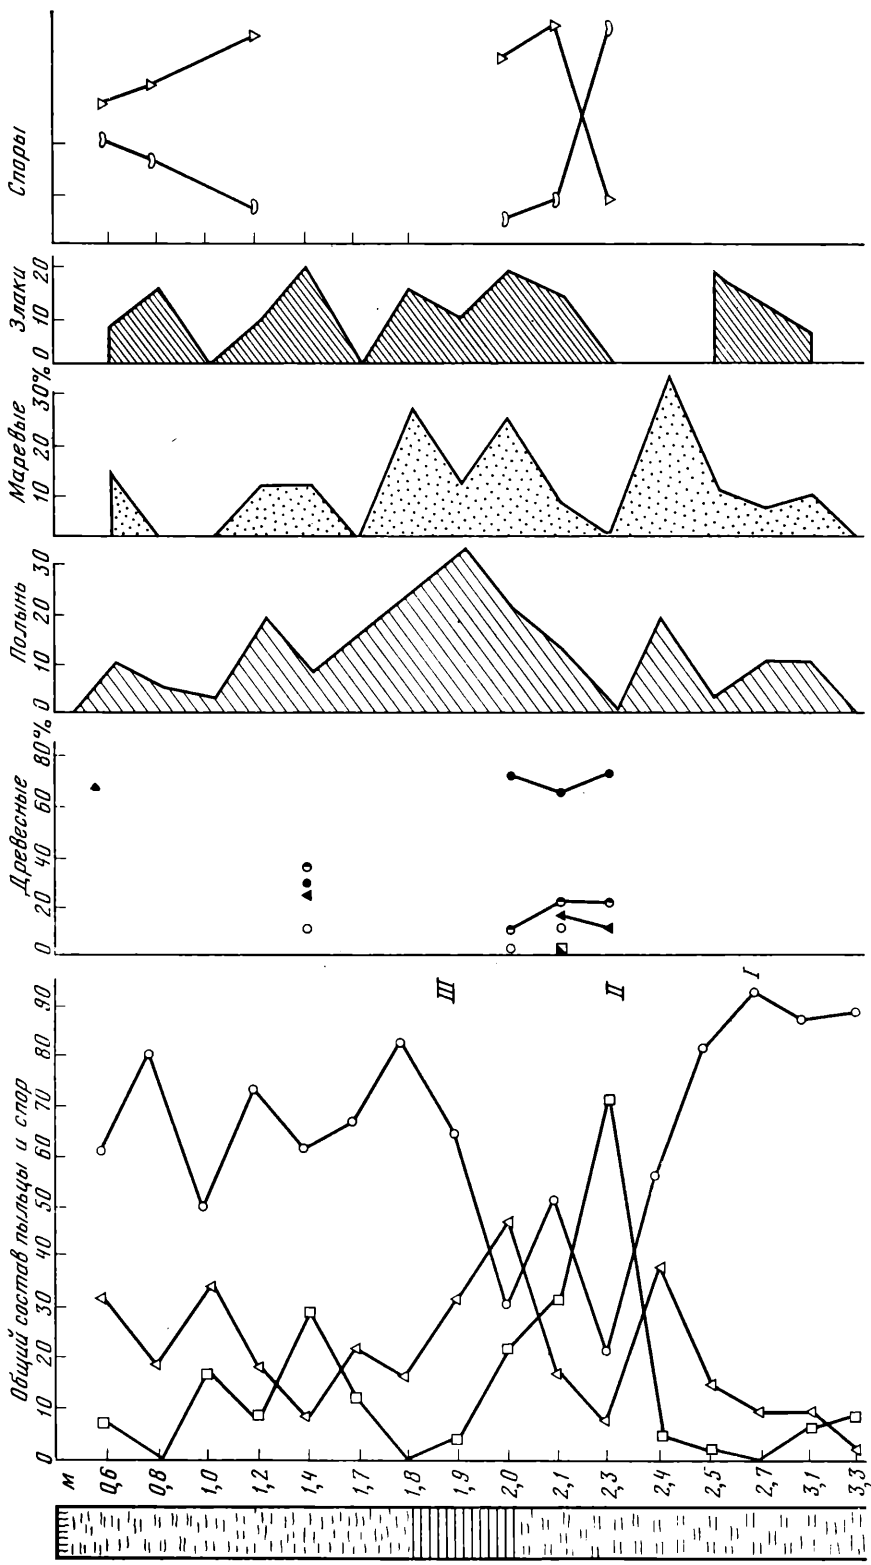 Споры
Злаки
0 10 20
Маревые
10 20 30%
Полынь
0 10 20 30
Древесные
0 20 40 60 80%
Общий состав пыльцы и спор
0 10 20 30 40 50 60 70 80 90
III II I
м 0,6 0,8 1,0 1,2 1,4 1,7 1,8 1,9 2,0 2,1 2,3 2,4 2,5 2,7 3,1 3,3